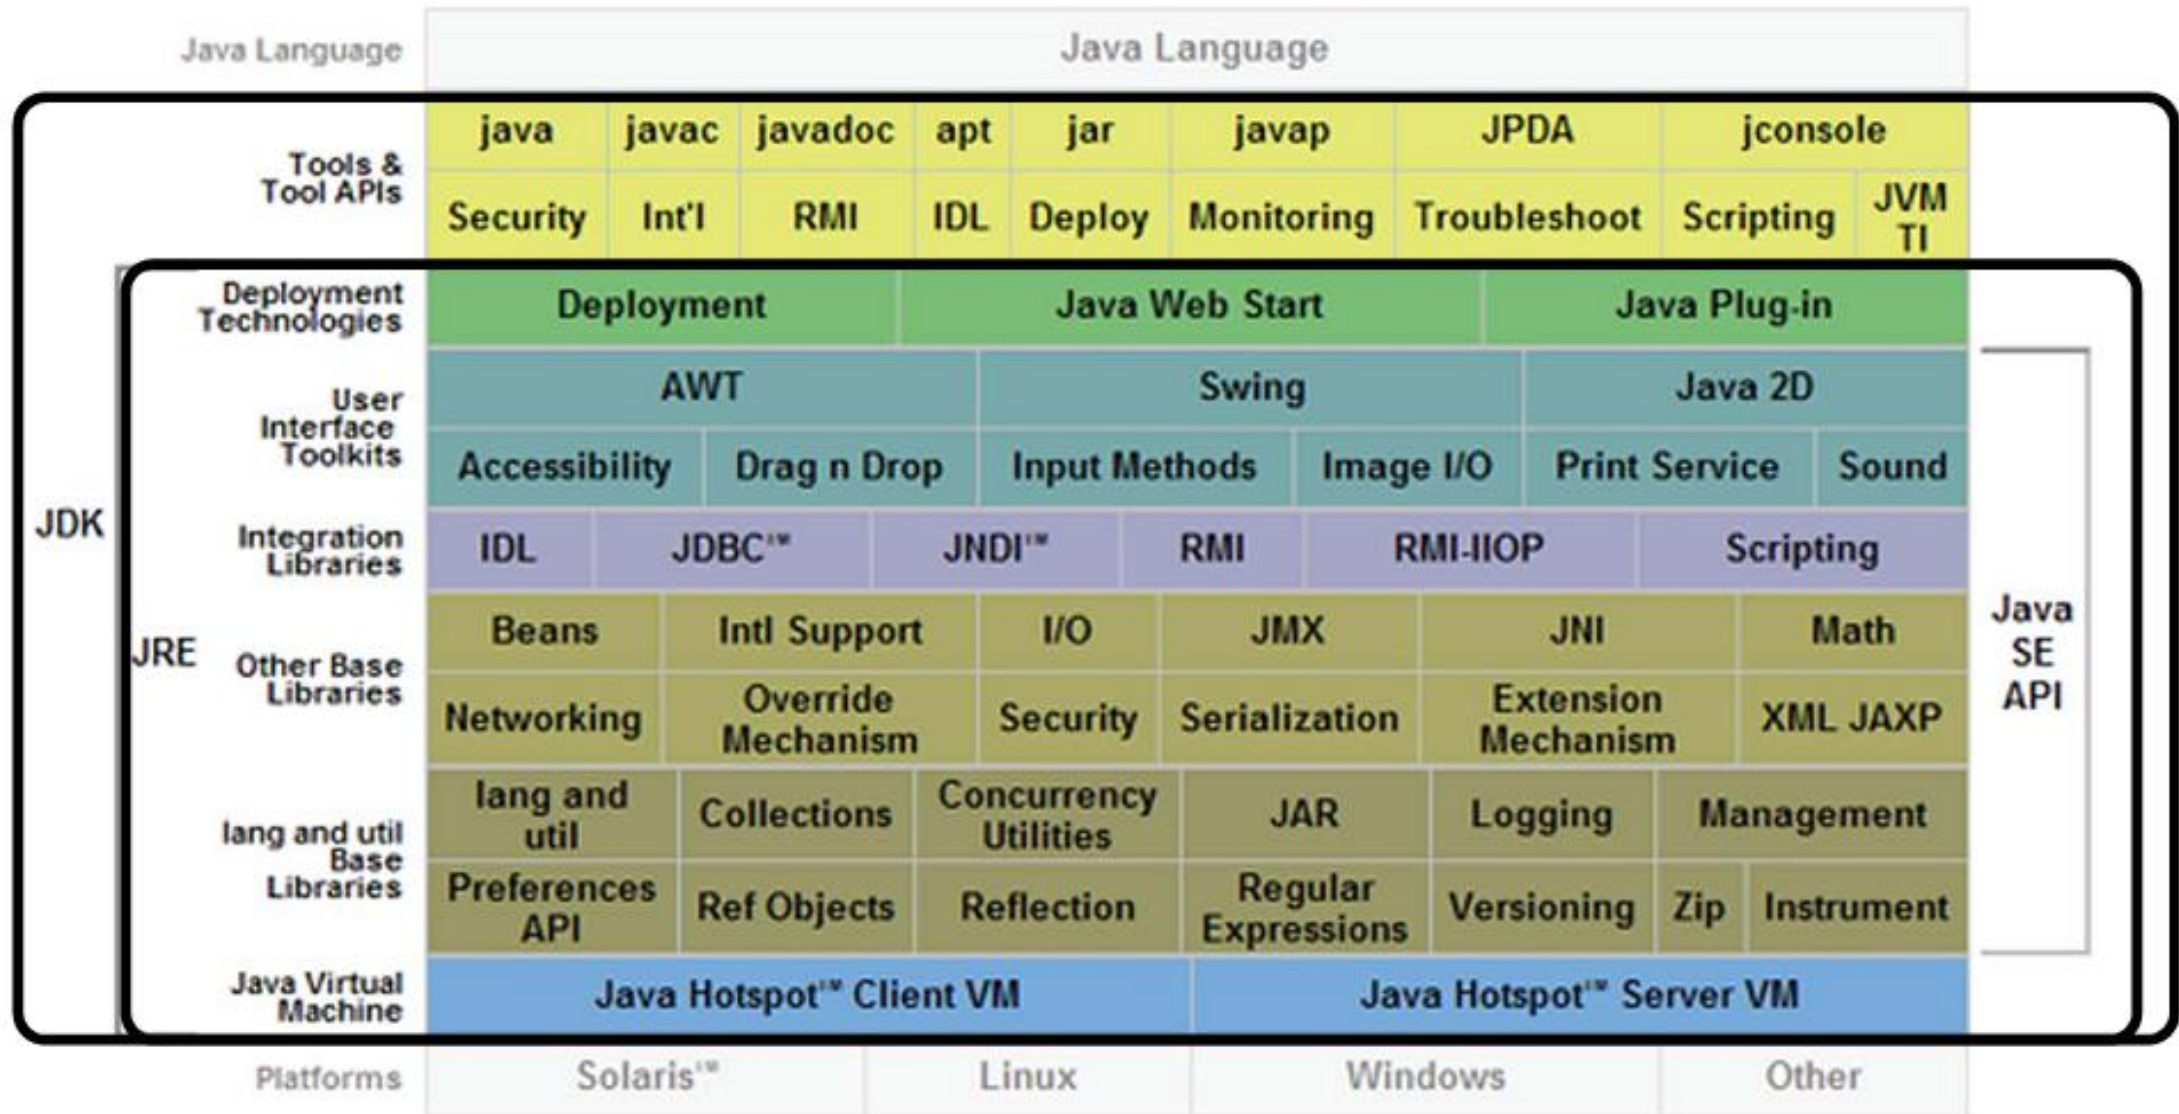 Java Language
Java Language
java javac javadoc apt jar javap JPDA jconsole
Tools &
Tool APIs
Security Int'l RMI IDL Deploy Monitoring Troubleshoot Scripting JVM
TI
Deployment
Technologies
Deployment Java Web Start Java Plug-in
AWT Swing Java 2D
User
Interface
Toolkits
Accessibility Drag n Drop Input Methods Image I/O Print Service Sound
JDK
Integration
Libraries
IDL JDBC™ JNDI™ RMI RMI-IIOP Scripting
Beans Intl Support I/O JMX JNI Math
JRE
Other Base
Libraries
Java
SE
API
Networking Override
Mechanism Security Serialization Extension
Mechanism XML JAXP
lang and
util Collections Concurrency
Utilities JAR Logging Management
lang and util
Base
Libraries
Preferences
API Ref Objects Reflection Regular
Expressions Versioning Zip Instrument
Java Virtual
Machine
Java Hotspot™ Client VM Java Hotspot™ Server VM
Platforms Solaris™ Linux Windows Other